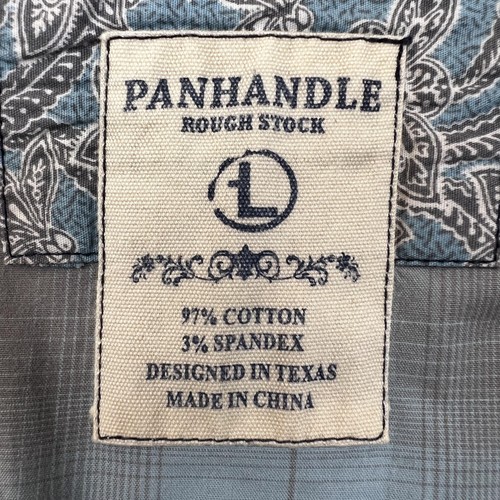 PANHANDLE
ROUGH STOCK
L
97% COTTON
3% SPANDEX
DESIGNED IN TEXAS
MADE IN CHINA